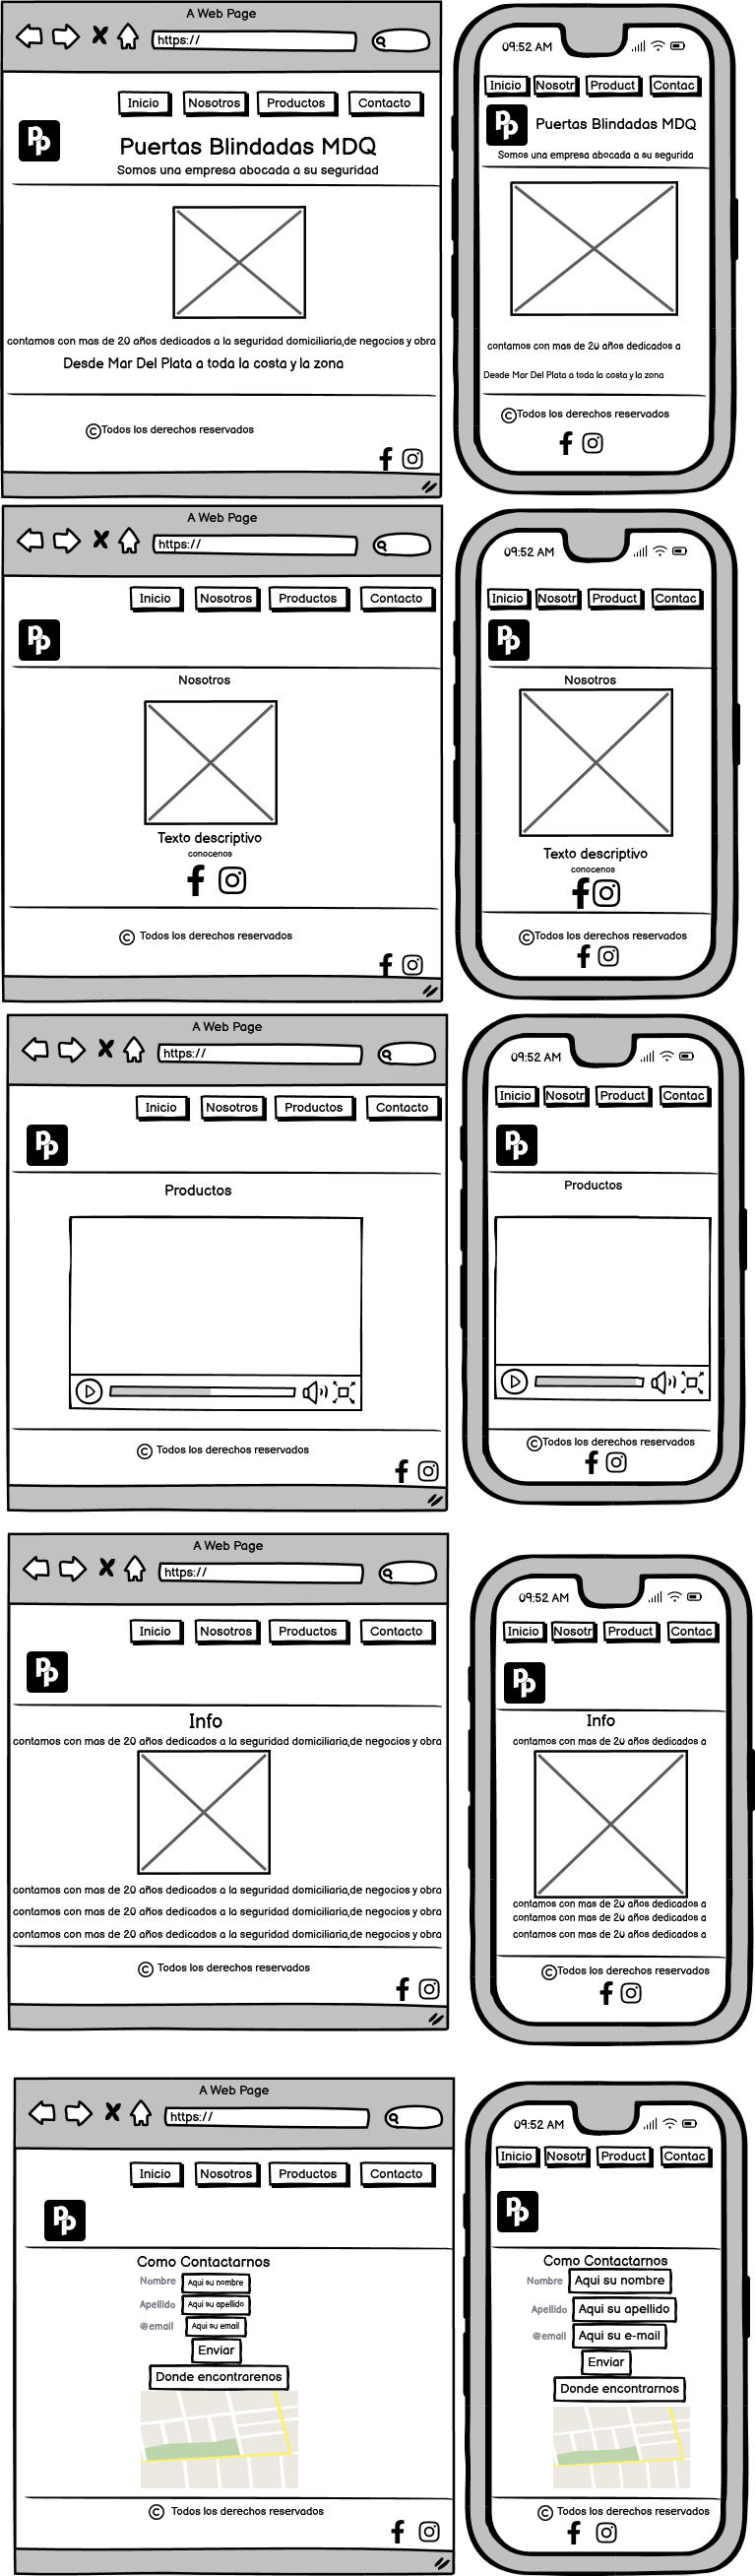 A Web Page
https://
Inicio Nosotros Productos Contacto
Pp
Puertas Blindadas MDQ
Somos una empresa abocada a su seguridad
contamos con mas de 20 años dedicados a la seguridad domiciliaria,de negocios y obra
Desde Mar Del Plata a toda la costa y la zona
©Todos los derechos reservados
09:52 AM
Inicio Nosotr Product Contac
Pp
Puertas Blindadas MDQ
Somos una empresa abocada a su segurida
contamos con mas de 20 años dedicados a
Desde Mar Del Plata a toda la costa y la zona
©Todos los derechos reservados
A Web Page
https://
Inicio Nosotros Productos Contacto
Pp
Nosotros
Texto descriptivo
conocenos
© Todos los derechos reservados
09:52 AM
Inicio Nosotr Product Contac
Pp
Nosotros
Texto descriptivo
conocenos
©Todos los derechos reservados
A Web Page
https://
Inicio Nosotros Productos Contacto
Pp
Productos
© Todos los derechos reservados
09:52 AM
Inicio Nosotr Product Contac
Pp
Productos
©Todos los derechos reservados
A Web Page
https://
Inicio Nosotros Productos Contacto
Pp
Info
contamos con mas de 20 años dedicados a la seguridad domiciliaria,de negocios y obra
contamos con mas de 20 años dedicados a la seguridad domiciliaria,de negocios y obra
contamos con mas de 20 años dedicados a la seguridad domiciliaria,de negocios y obra
contamos con mas de 20 años dedicados a la seguridad domiciliaria,de negocios y obra
© Todos los derechos reservados
09:52 AM
Inicio Nosotr Product Contac
Pp
Info
contamos con mas de 20 años dedicados a
contamos con mas de 20 años dedicados a
contamos con mas de 20 años dedicados a
contamos con mas de 20 años dedicados a
©Todos los derechos reservados
A Web Page
https://
Inicio Nosotros Productos Contacto
Pp
Como Contactarnos
Nombre Aqui su nombre
Apellido Aqui su apellido
@email Aqui su email
Enviar
Donde encontrarenos
© Todos los derechos reservados
09:52 AM
Inicio Nosotr Product Contac
Pp
Como Contactarnos
Nombre Aqui su nombre
Apellido Aqui su apellido
@email Aqui su e-mail
Enviar
Donde encontrarnos
© Todos los derechos reservados